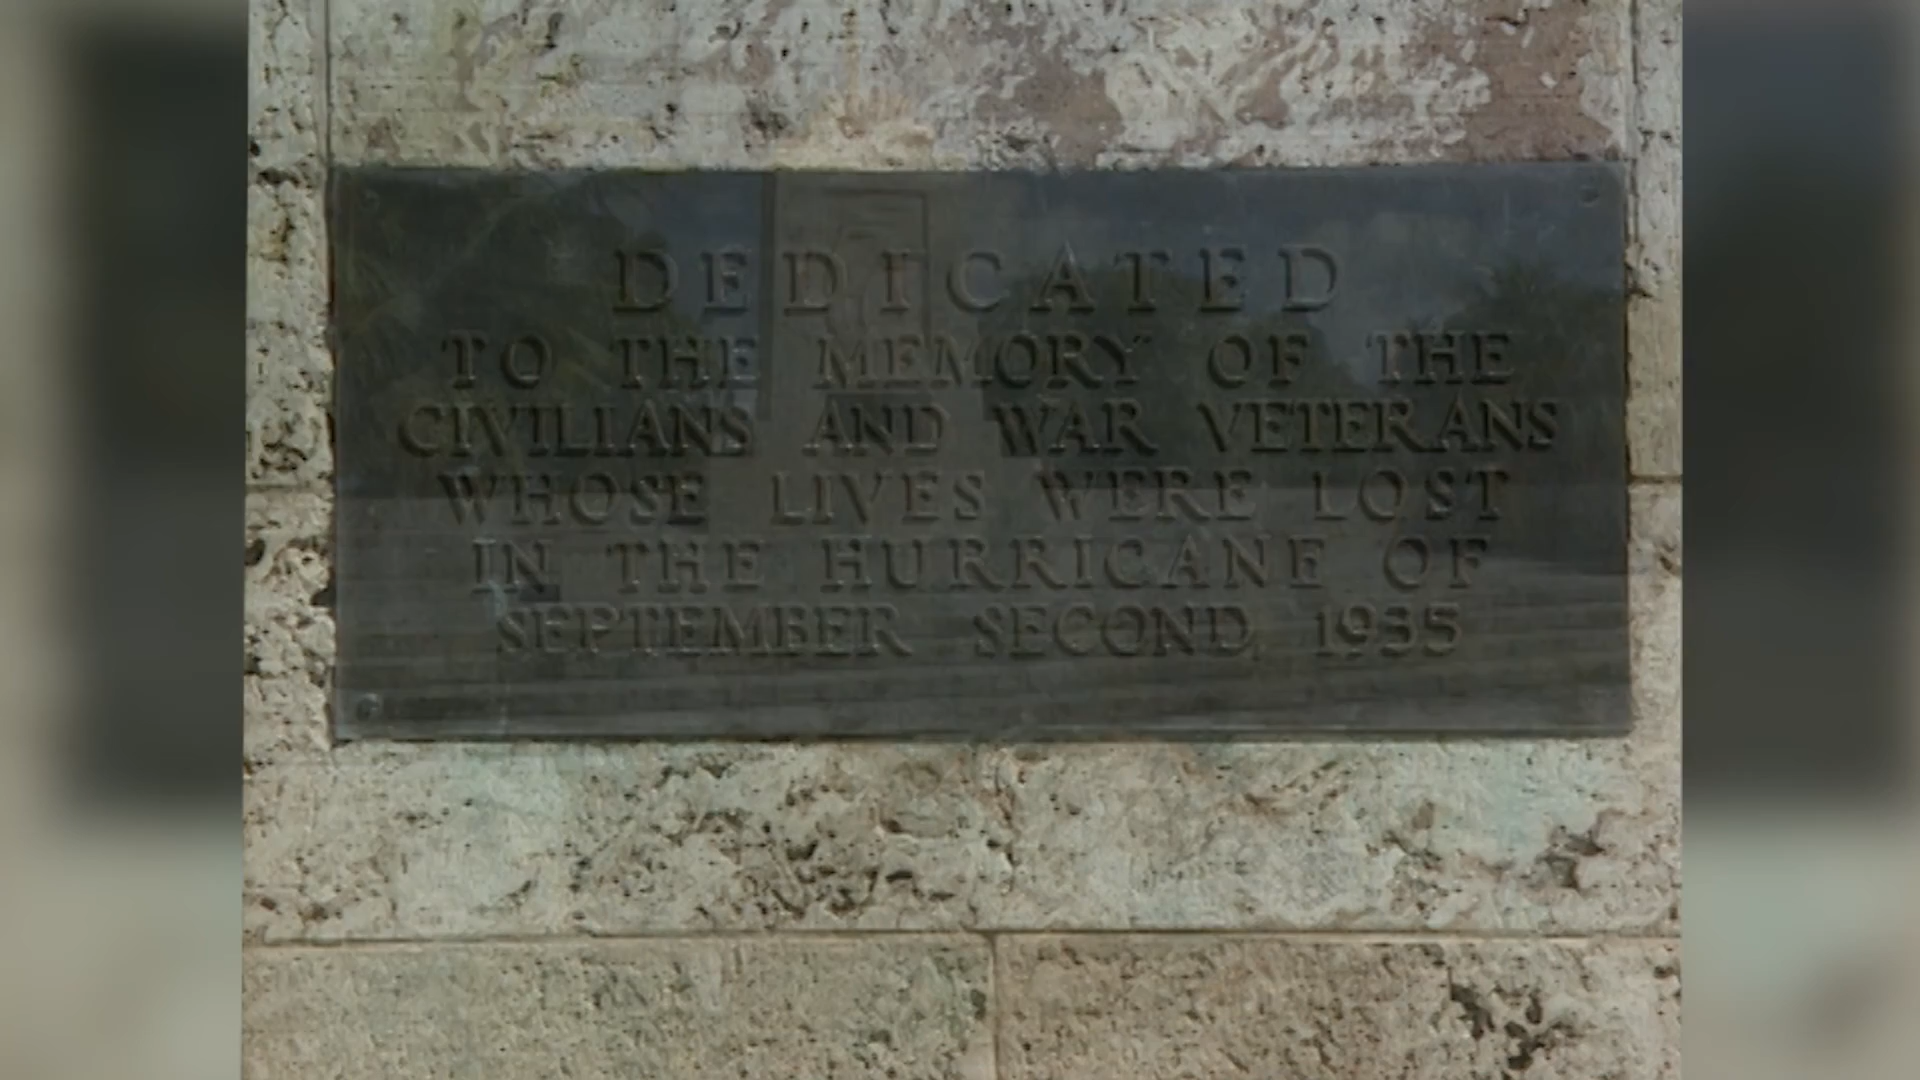 DEDICATED
TO THE MEMORY OF THE
CIVILIANS AND WAR VETERANS
WHOSE LIVES WERE LOST
IN THE HURRICANE OF
SEPTEMBER SECOND, 1935